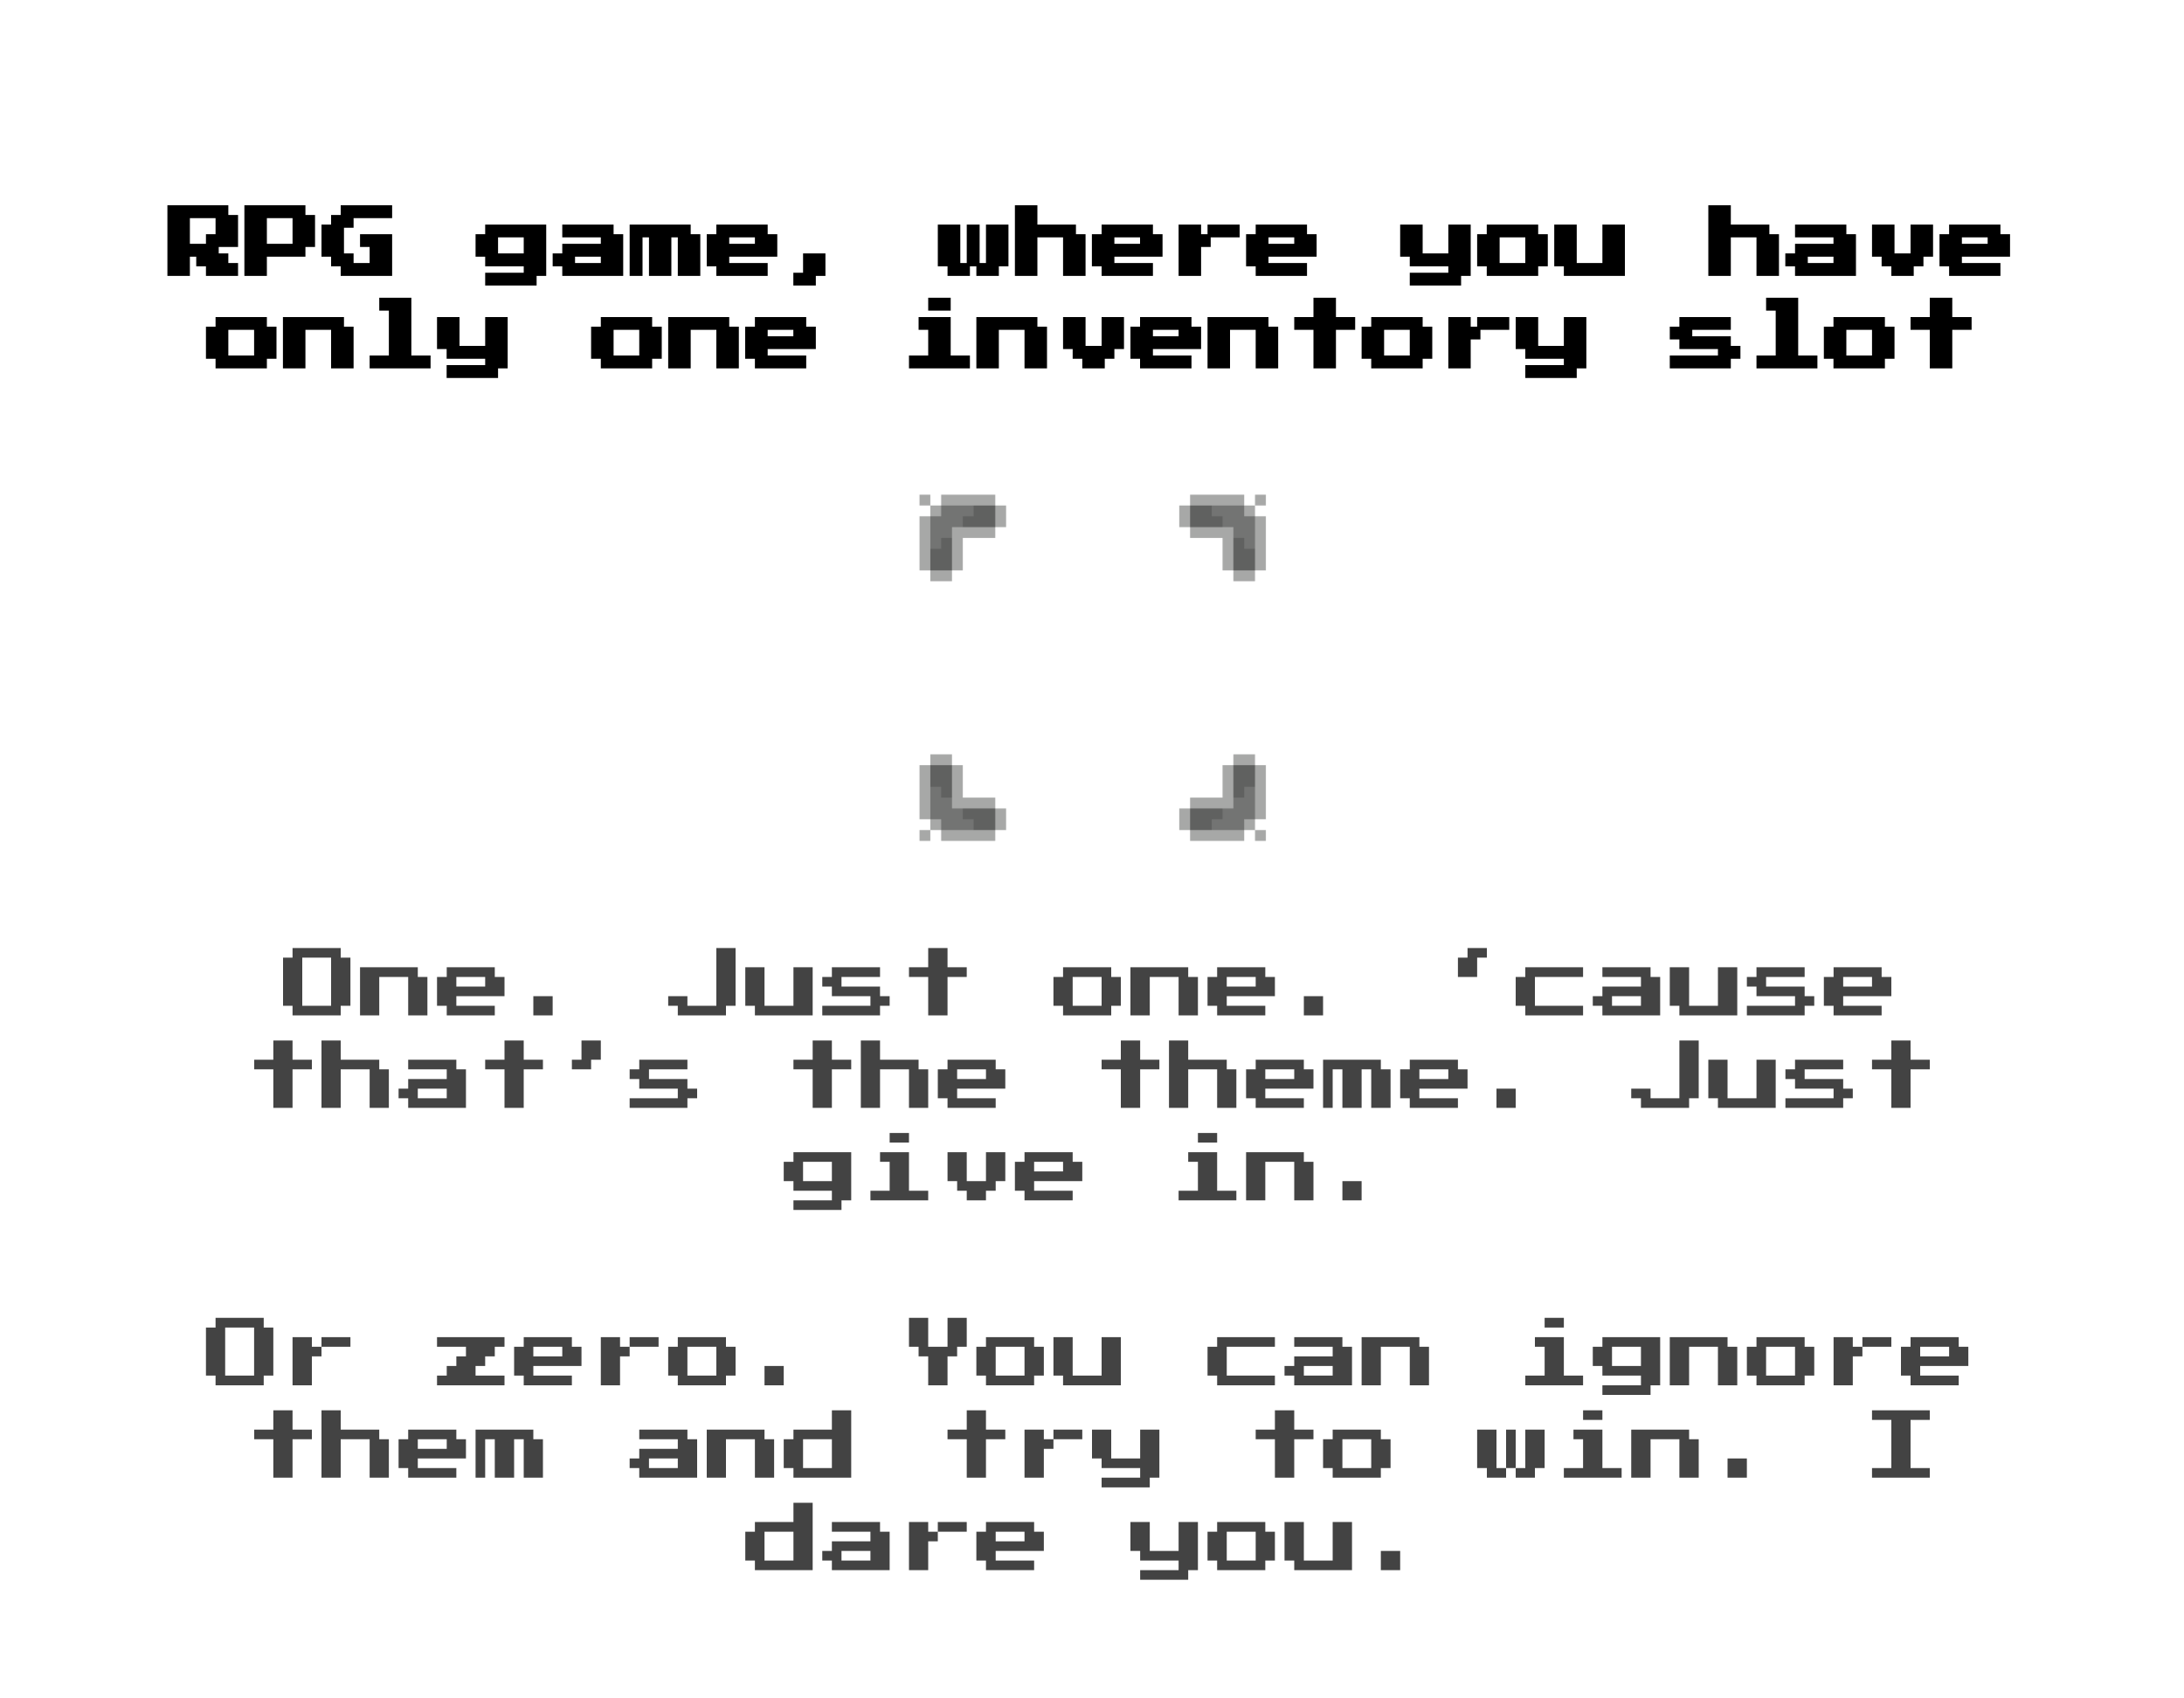 RPG game, where you have
only one inventory slot
One. Just one. 'cause
that's the theme. Just
give in.
Or zero. You can ignore
them and try to win. I
dare you.